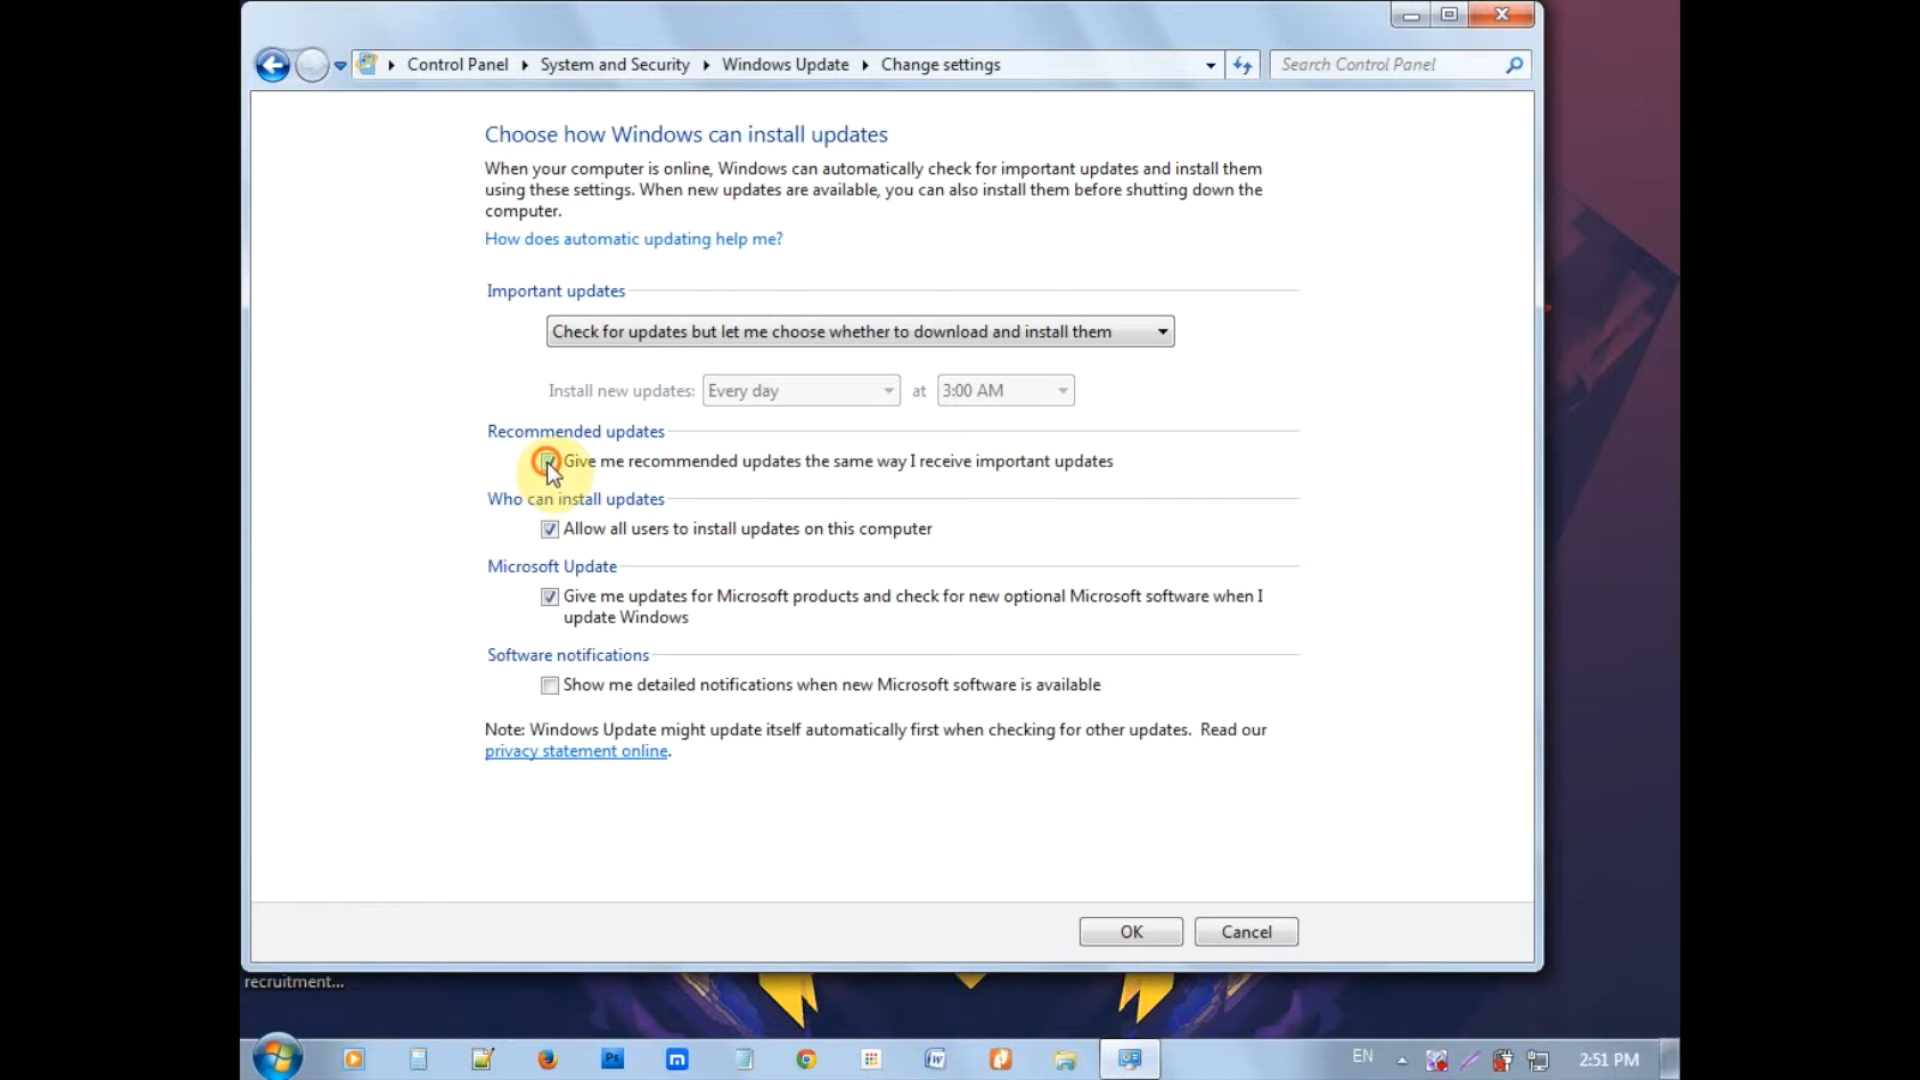 Control Panel System and Security Windows Update Change settings
Search Control Panel
Choose how Windows can install updates
When your computer is online, Windows can automatically check for important updates and install them
using these settings. When new updates are available, you can also install them before shutting down the
computer.
How does automatic updating help me?
Important updates
Check for updates but let me choose whether to download and install them
Install new updates: Every day at 3:00 AM
Recommended updates
Give me recommended updates the same way I receive important updates
Who can install updates
Allow all users to install updates on this computer
Microsoft Update
Give me updates for Microsoft products and check for new optional Microsoft software when I
update Windows
Software notifications
Show me detailed notifications when new Microsoft software is available
Note: Windows Update might update itself automatically first when checking for other updates. Read our
privacy statement online.
OK Cancel
recruitment...
Ps
EN 2:51 PM